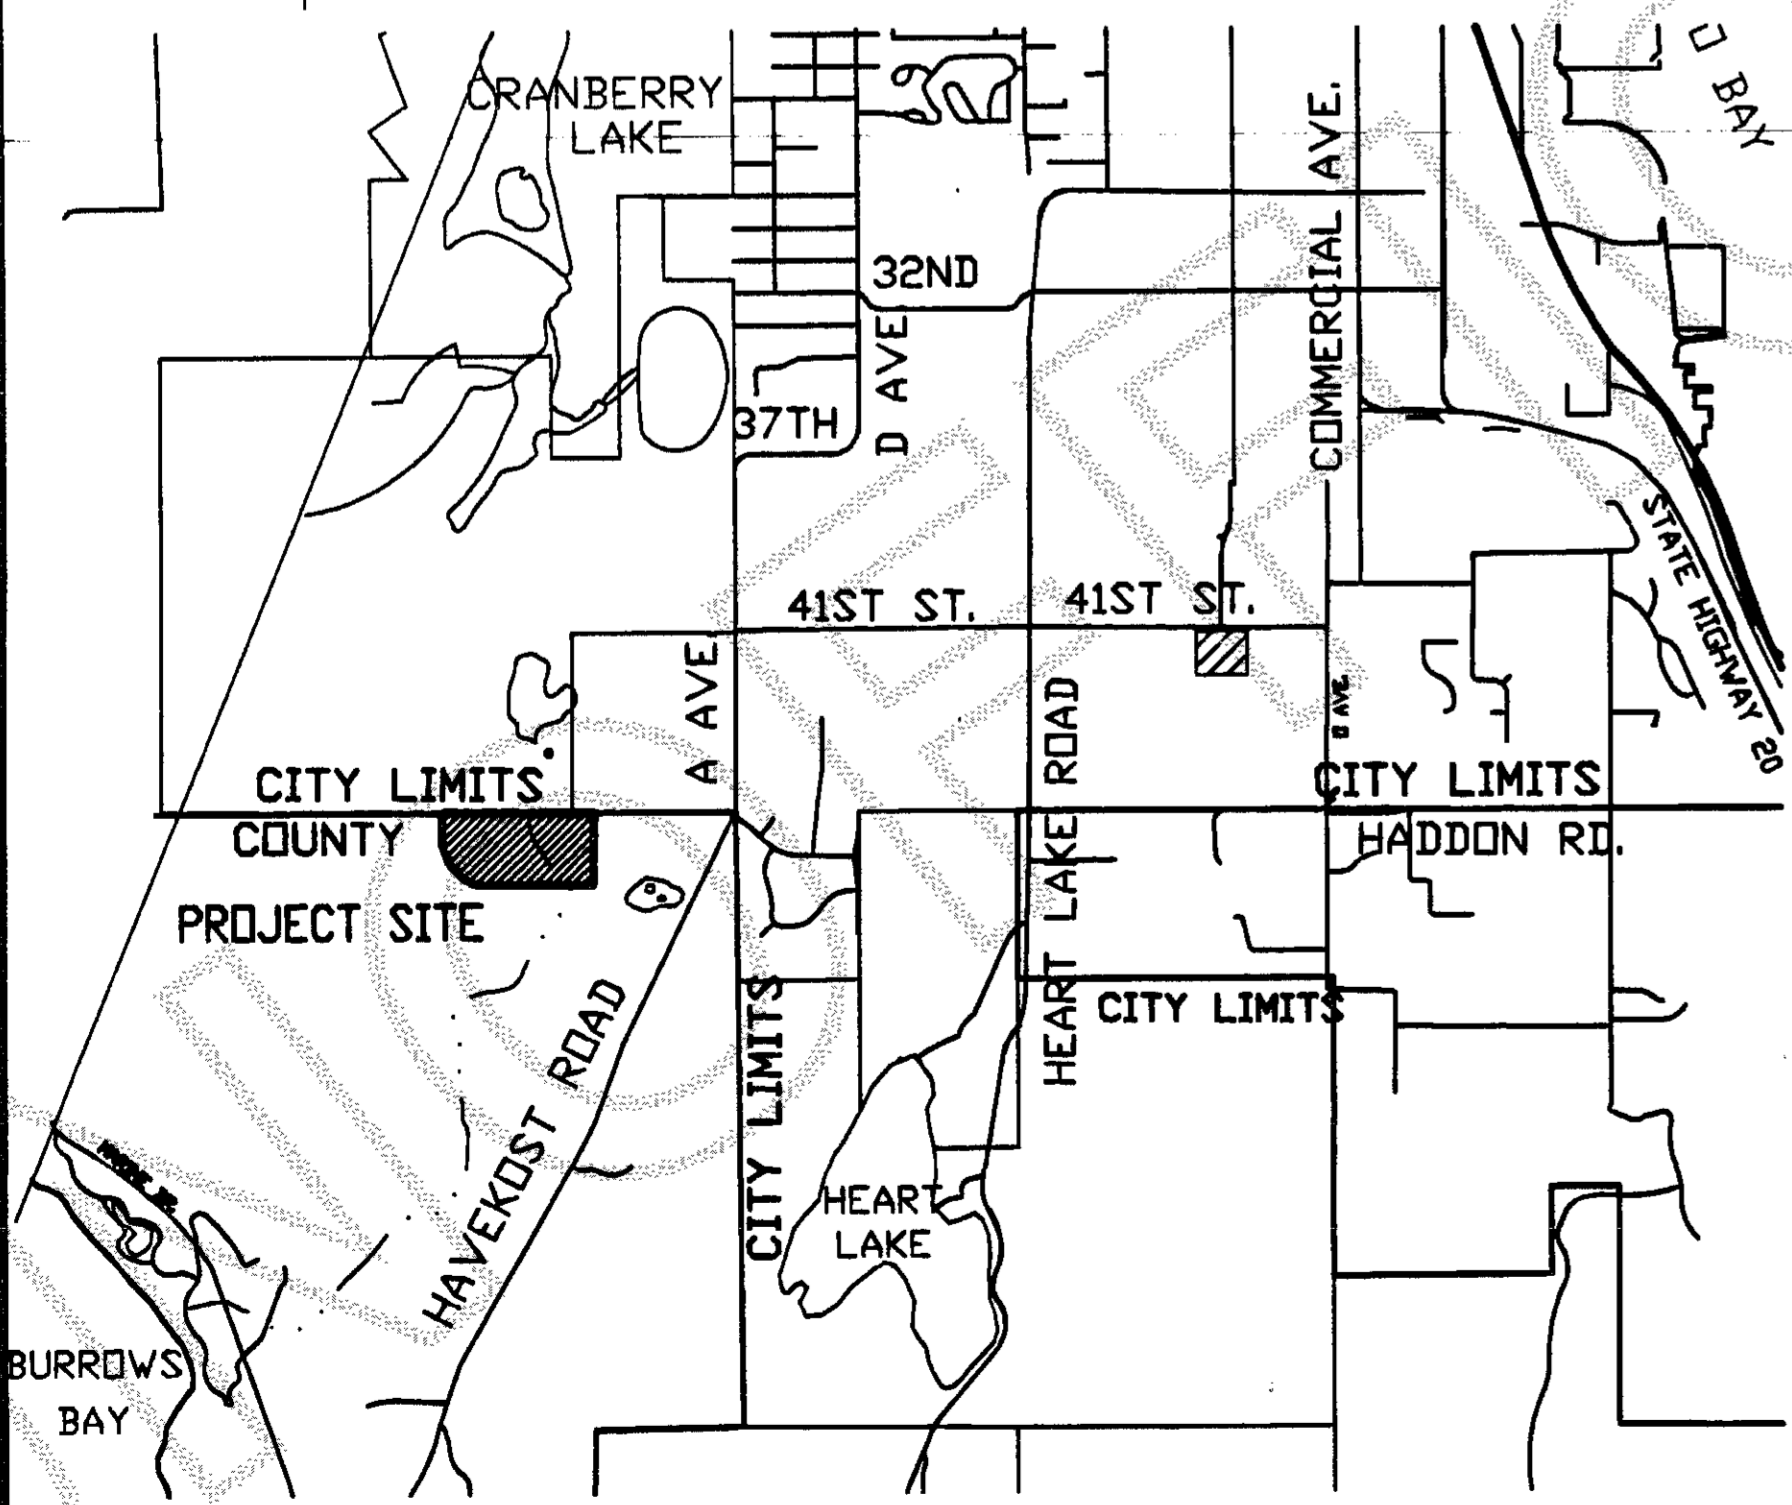 CRANBERRY
LAKE
BAY
COMMERCIAL AVE.
32ND
D AVE
37TH
STATE HIGHWAY 20
41ST ST.
41ST ST.
A AVE
HEART LAKE ROAD
CITY LIMITS
CITY LIMITS
COUNTY
HADDON RD.
PROJECT SITE
CITY LIMITS
CITY LIMITS
HAVEKOST ROAD
HEART
LAKE
BURROWS
BAY